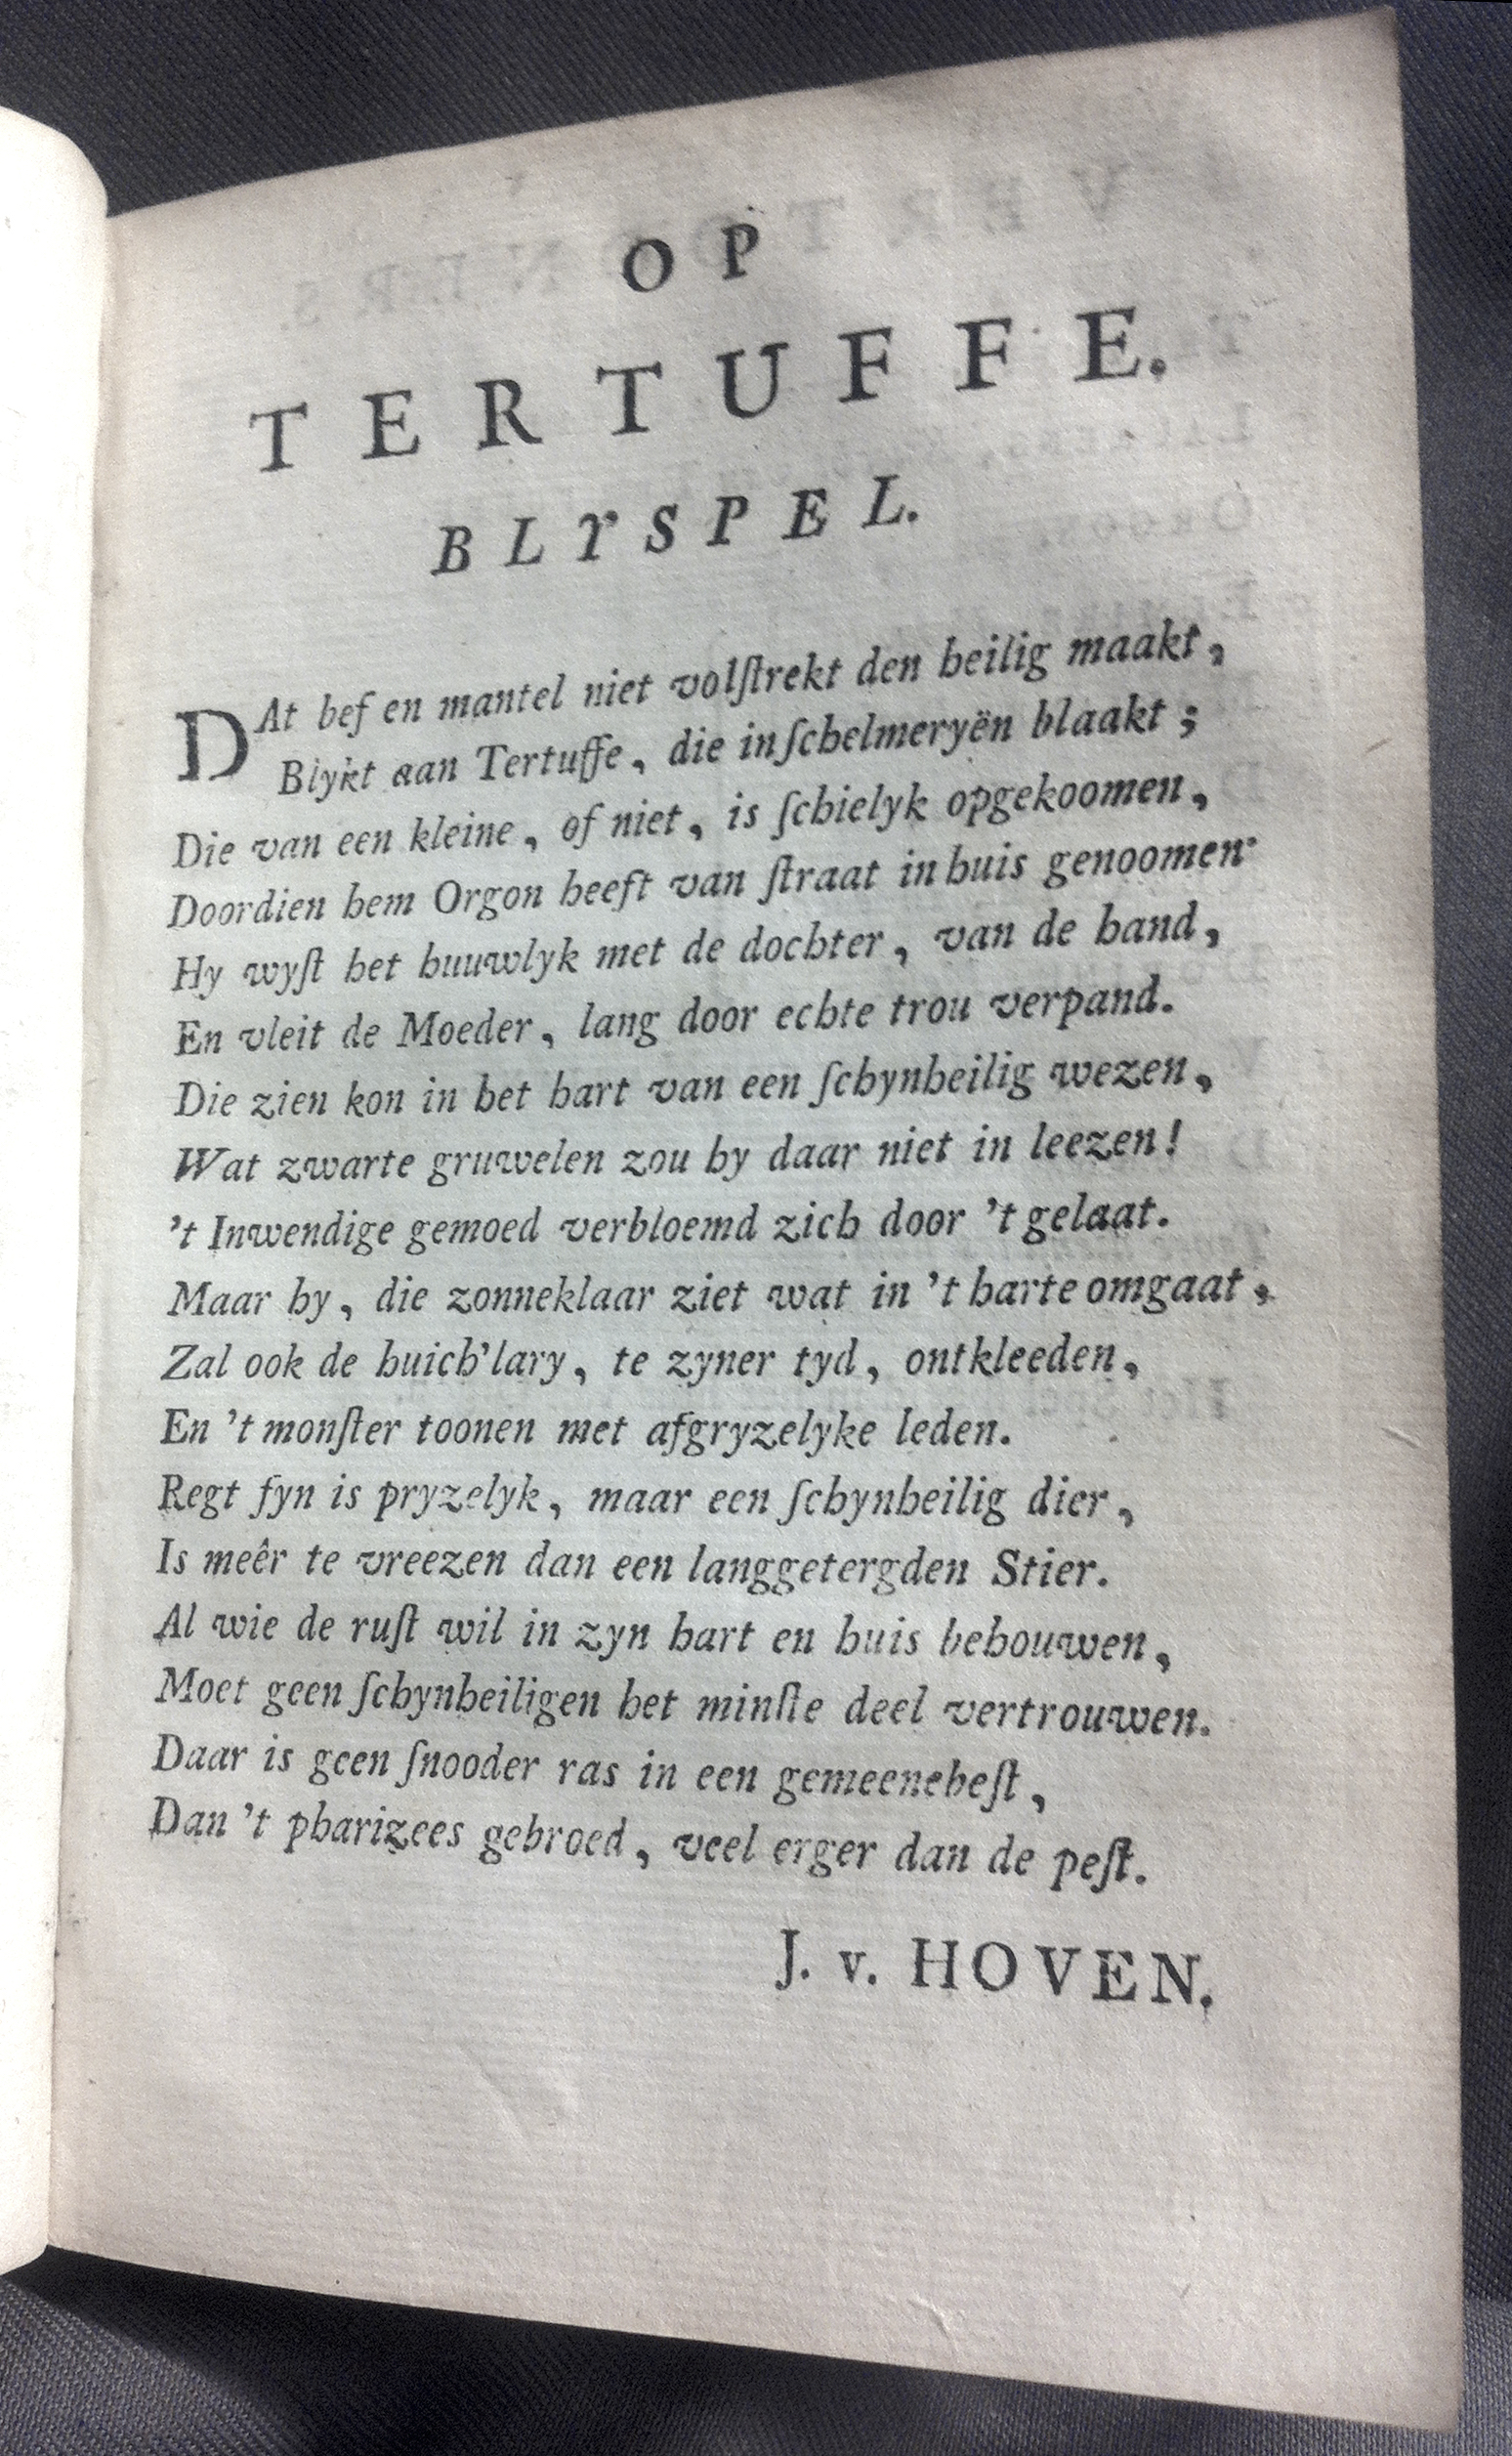 OP
TERTUFFE.
BLYSPEL.
DAt bef en mantel niet volſtrekt den heilig maakt,
Blykt aan Tertuffe, die in ſchelmeryën blaakt;
Die van een kleine, of niet, is ſchielyk opgekoomen,
Doordien hem Orgon heeft van ſtraat in huis genoomen·
Hy wyſt het huuwlyk met de dochter, van de hand,
En vleit de Moeder, lang door echte trou verpand.
Die zien kon in het hart van een ſchynheilig wezen,
Wat zwarte gruwelen zou hy daar niet in leezen!
't Inwendige gemoed verbloemd zich door 't gelaat.
Maar hy, die zonneklaar ziet wat in 't harte omgaat,
Zal ook de huich'lary, te zyner tyd, ontkleeden,
En 't monſter toonen met afgryzelyke leden.
Regt fyn is pryzelyk, maar een ſchynheilig dier,
Is meêr te vreezen dan een langgetergden Stier.
Al wie de ruſt wil in zyn hart en huis behouwen,
Moet geen ſchynheiligen het minſte deel vertrouwen.
Daar is geen ſnooder ras in een gemeenebeſt,
Dan 't pharizees gebroed, veel erger dan de peſt.
J. v. HOVEN.